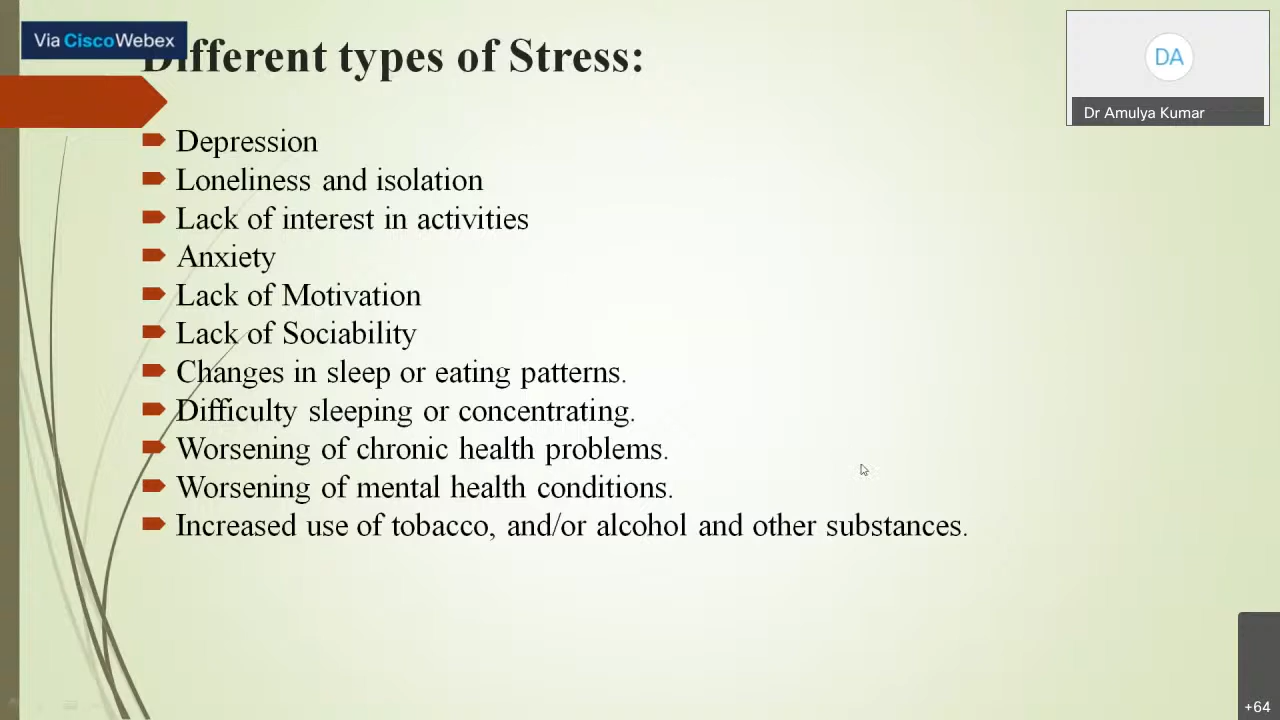 Via CiscoWebex
Different types of Stress:
DA
Dr Amulya Kumar
Depression
Loneliness and isolation
Lack of interest in activities
Anxiety
Lack of Motivation
Lack of Sociability
Changes in sleep or eating patterns.
Difficulty sleeping or concentrating.
Worsening of chronic health problems.
Worsening of mental health conditions.
Increased use of tobacco, and/or alcohol and other substances.
+64